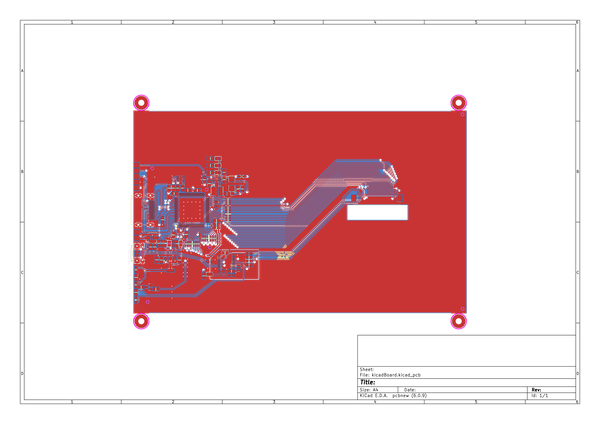 1 2 3 4 5 6
A A
B B
C C
D D
Sheet:
File: kicadBoard.kicad_pcb
Title:
Size: A4 Date: Rev:
KiCad E.D.A. pcbnew (6.0.9) Id: 1/1
1 2 3 4 5 6